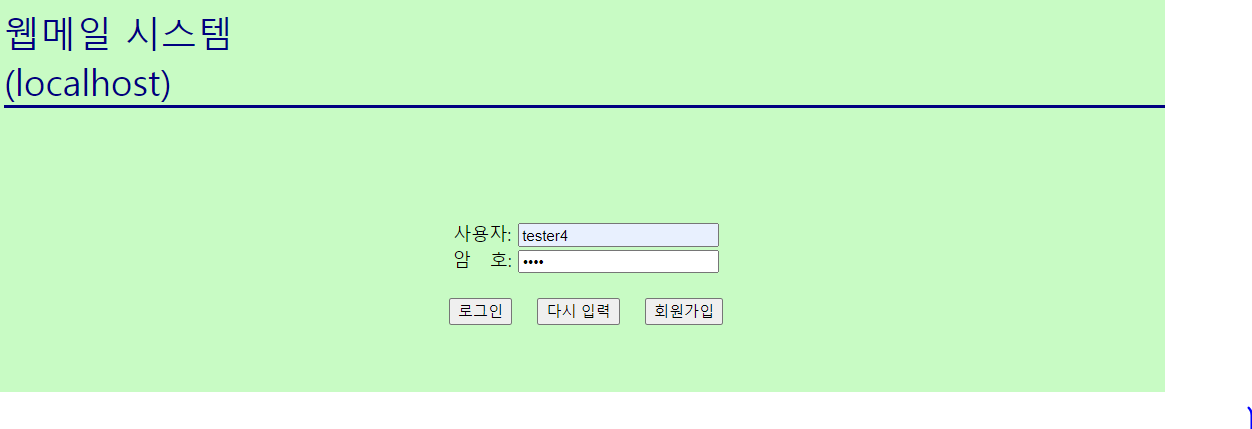 웹메일 시스템
(localhost)
사용자: tester4
암 호: ••••
로그인 다시 입력 회원가입